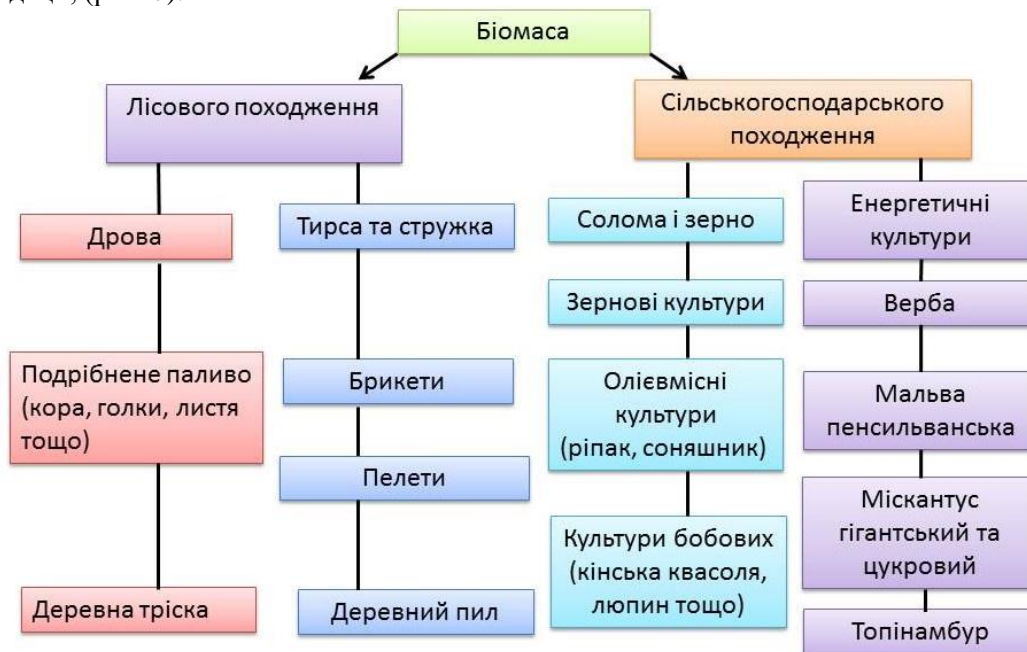 Біомаса
Лісового походження
Сільськогосподарського
походження
Дрова
Подрібнене паливо
(кора, голки, листя
тощо)
Деревна тріска
Тирса та стружка
Брикети
Пелети
Деревний пил
Солома і зерно
Зернові культури
Олієвмісні
культури
(ріпак, соняшник)
Культури бобових
(кінська квасоля,
люпин тощо)
Енергетичні
культури
Верба
Мальва
пенсильванська
Міскантус
гігантський та
цукровий
Топінамбур